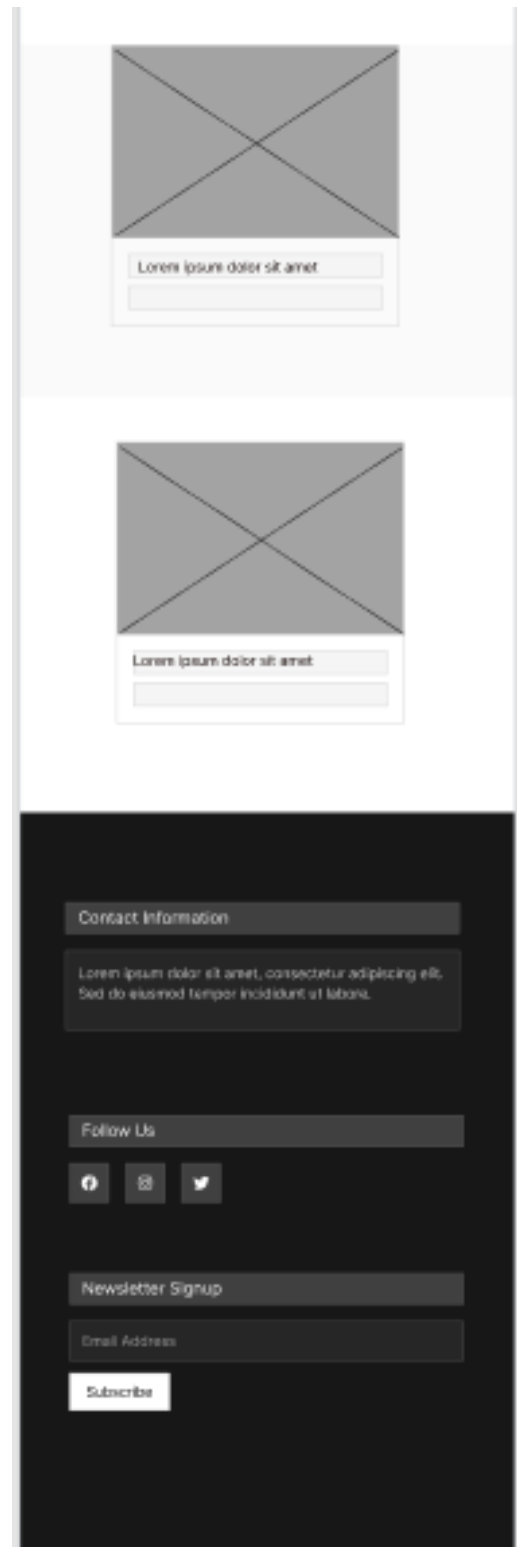 Lorem ipsum dolor sit amet
Lorem ipsum dolor sit amet
Contact Information
Lorem ipsum dolor sit amet, consectetur adipiscing elit.
Sed do eiusmod tempor incididunt ut labore.
Follow Us
Newsletter Signup
Email Address
Subscribe